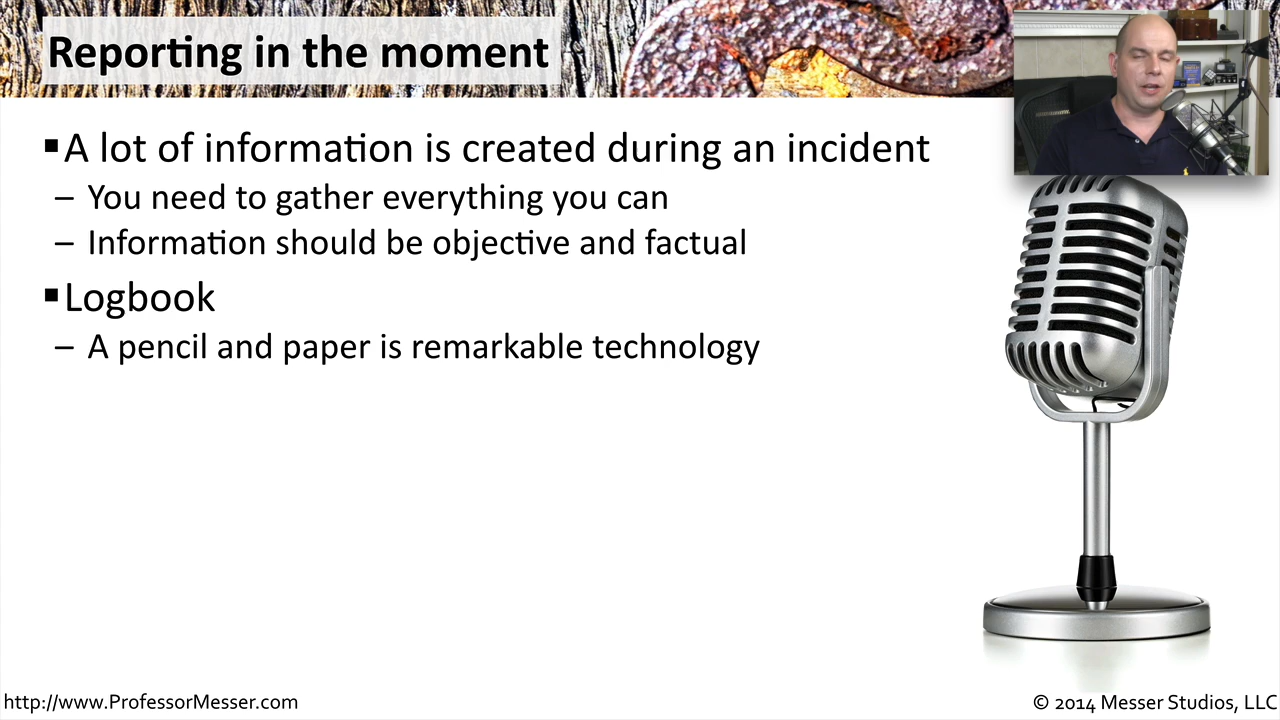 Reporting in the moment
▪A lot of information is created during an incident
– You need to gather everything you can
– Information should be objective and factual
▪Logbook
– A pencil and paper is remarkable technology
http://www.ProfessorMesser.com
© 2014 Messer Studios, LLC